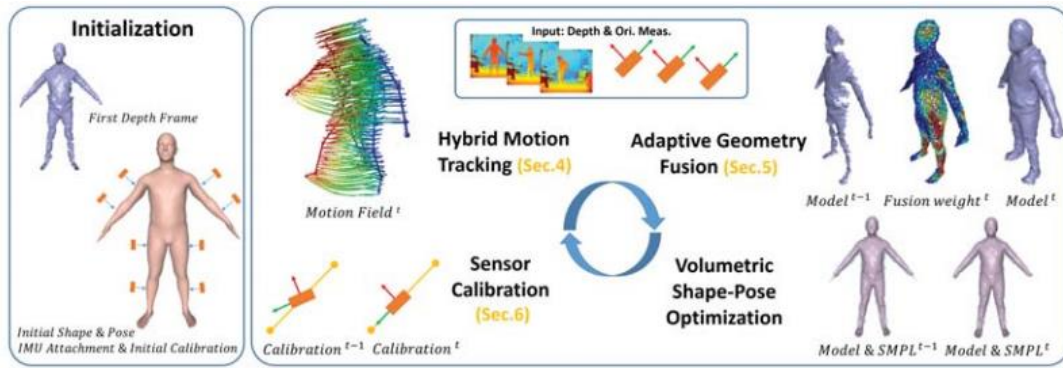 Initialization
First Depth Frame
Initial Shape & Pose
IMU Attachment & Initial Calibration
Input: Depth & Ori. Meas.
Motion Field t
Hybrid Motion
Tracking (Sec.4)
Adaptive Geometry
Fusion (Sec.5)
Model t-1
Fusion weight t
Model t
Sensor
Calibration
(Sec.6)
Calibration t-1
Calibration t
Volumetric
Shape-Pose
Optimization
Model & SMPL t-1
Model & SMPL t